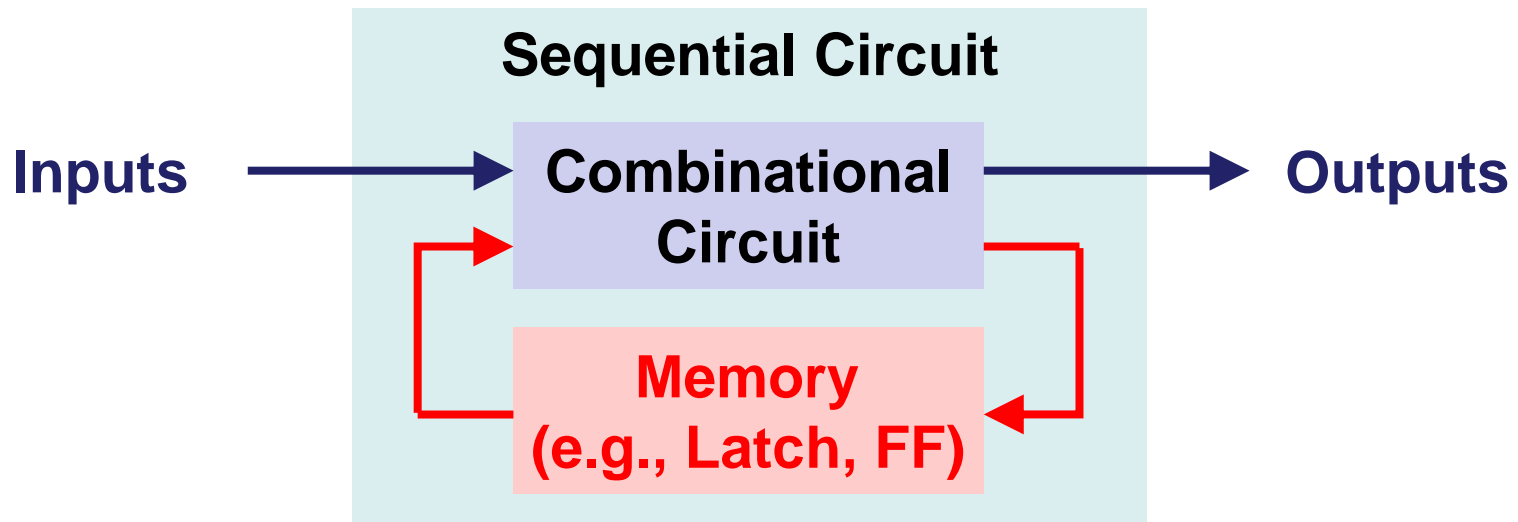 Sequential Circuit
Inputs
Combinational
Circuit
Outputs
Memory
(e.g., Latch, FF)